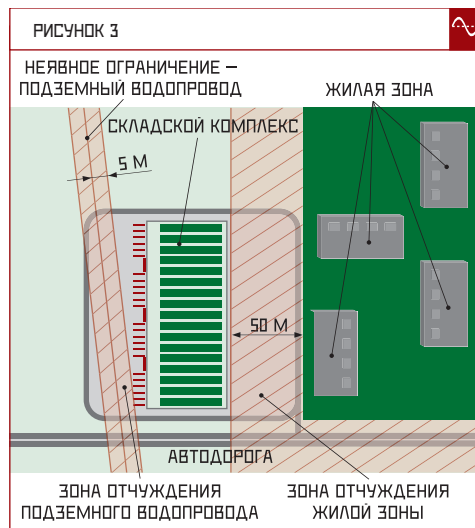 РИСУНОК 3
НЕЯВНОЕ ОГРАНИЧЕНИЕ –
ПОДЗЕМНЫЙ ВОДОПРОВОД
ЖИЛАЯ ЗОНА
СКЛАДСКОЙ КОМПЛЕКС
5 М
50 М
АВТОДОРОГА
ЗОНА ОТЧУЖДЕНИЯ
ПОДЗЕМНОГО ВОДОПРОВОДА
ЗОНА ОТЧУЖДЕНИЯ
ЖИЛОЙ ЗОНЫ